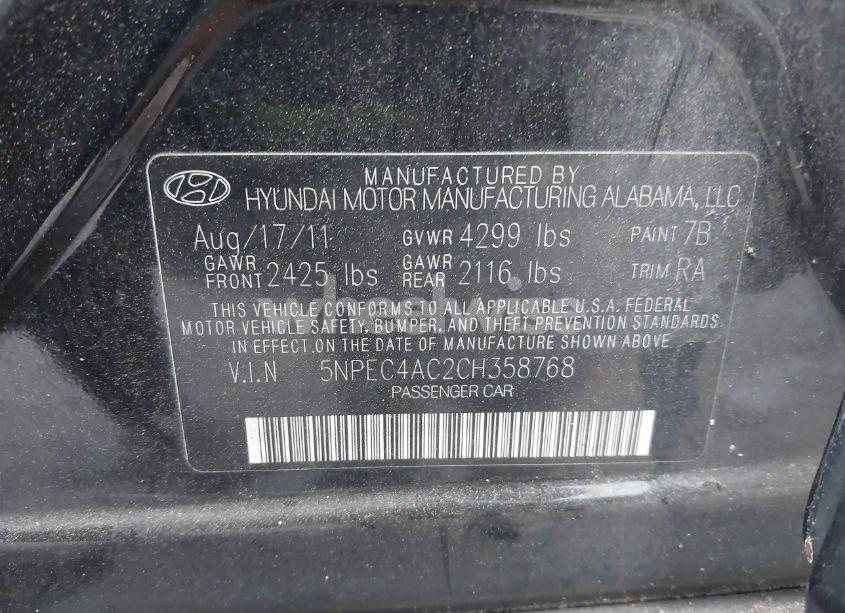 MANUFACTURED BY
HYUNDAI MOTOR MANUFACTURING ALABAMA, LLC
Aug/17/11 GVWR 4299 lbs PAINT 7B
GAWR FRONT 2425 lbs GAWR REAR 2116 lbs TRIM RA
THIS VEHICLE CONFORMS TO ALL APPLICABLE U.S.A. FEDERAL
MOTOR VEHICLE SAFETY, BUMPER, AND THEFT PREVENTION STANDARDS
IN EFFECT ON THE DATE OF MANUFACTURE SHOWN ABOVE
V.I.N 5NPEC4AC2CH358768
PASSENGER CAR